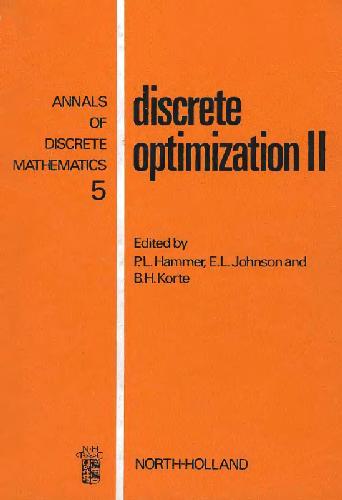 ANNALS
OF
DISCRETE
MATHEMATICS
5
discrete
optimization II
Edited by
P.L. Hammer, E.L. Johnson and
B.H. Korte
N-H
NORTH-HOLLAND